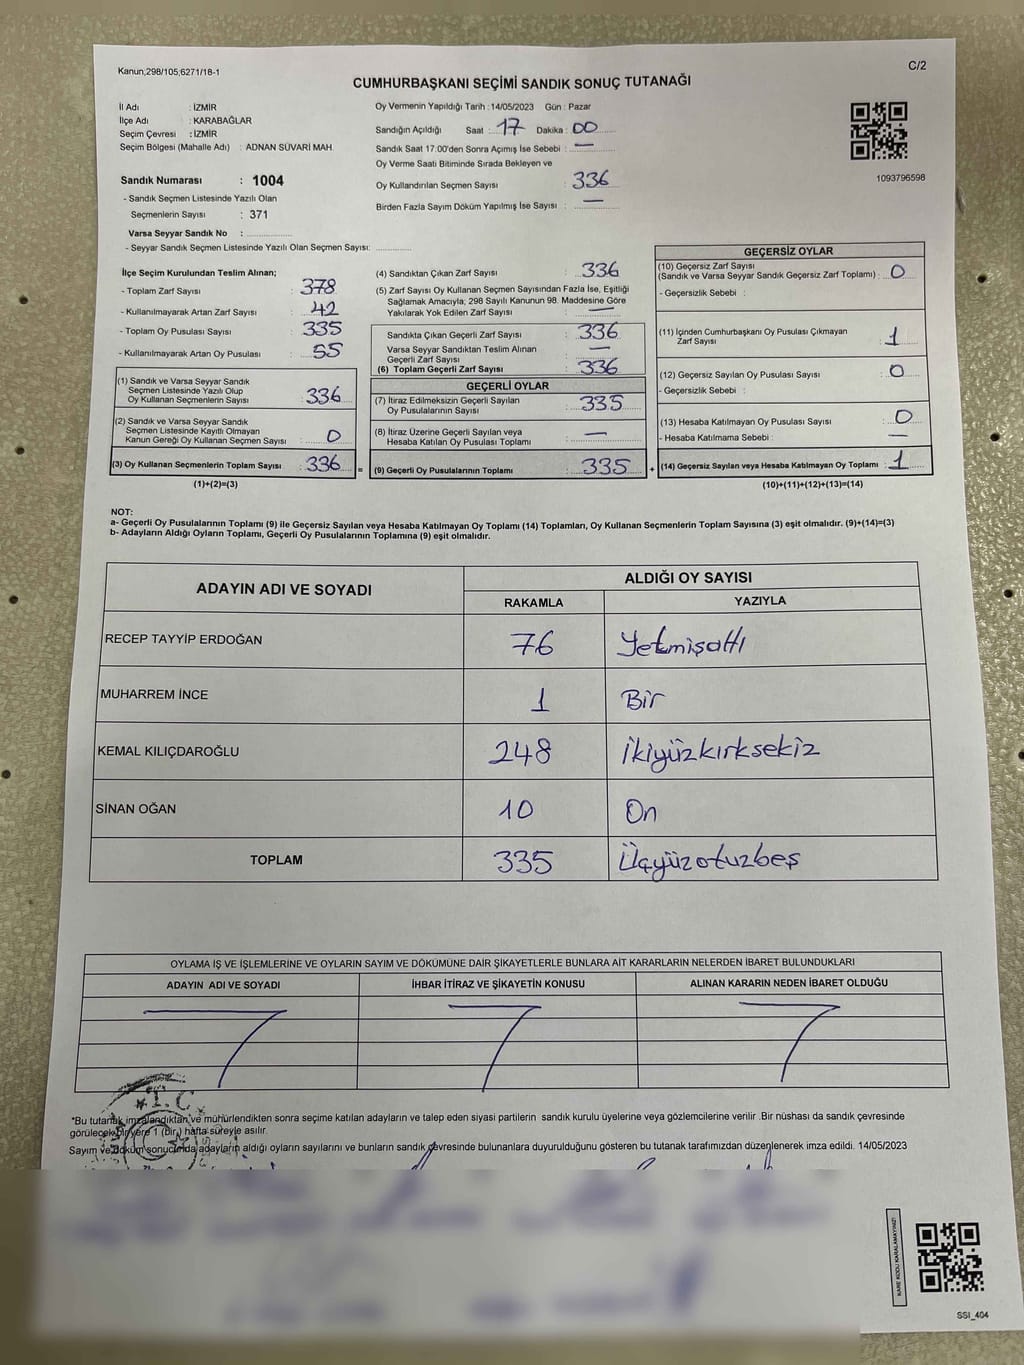 Kanun;298/105;6271/18-1
C/2
CUMHURBAŞKANI SEÇİMİ SANDIK SONUÇ TUTANAĞI
İl Adı : İZMİR
İlçe Adı : KARABAĞLAR
Seçim Çevresi : İZMİR
Seçim Bölgesi (Mahalle Adı) : ADNAN SÜVARİ MAH.
Sandık Numarası : 1004
- Sandık Seçmen Listesinde Yazılı Olan
Seçmenlerin Sayısı : 371
Varsa Seyyar Sandık No :
- Seyyar Sandık Seçmen Listesinde Yazılı Olan Seçmen Sayısı:
Oy Vermenin Yapıldığı Tarih :14/05/2023 Gün : Pazar
Sandığın Açıldığı Saat : 17 Dakika : 00
Sandık Saat 17:00'den Sonra Açımış İse Sebebi : —
Oy Verme Saati Bitiminde Sırada Bekleyen ve
Oy Kullandırılan Seçmen Sayısı : 336
Birden Fazla Sayım Döküm Yapılmış İse Sayısı : —
1093796598
İlçe Seçim Kurulundan Teslim Alınan;
- Toplam Zarf Sayısı : 378
- Kullanılmayarak Artan Zarf Sayısı : 42
- Toplam Oy Pusulası Sayısı : 335
- Kullanılmayarak Artan Oy Pusulası : 55
(1) Sandık ve Varsa Seyyar Sandık
Seçmen Listesinde Yazılı Olup
Oy Kullanan Seçmenlerin Sayısı : 336
(2) Sandık ve Varsa Seyyar Sandık
Seçmen Listesinde Kayıtlı Olmayan
Kanun Gereği Oy Kullanan Seçmen Sayısı : 0
(3) Oy Kullanan Seçmenlerin Toplam Sayısı : 336 =
(1)+(2)=(3)
(4) Sandıktan Çıkan Zarf Sayısı : 336
(5) Zarf Sayısı Oy Kullanan Seçmen Sayısından Fazla İse, Eşitliği
Sağlamak Amacıyla; 298 Sayılı Kanunun 98. Maddesine Göre
Yakılarak Yok Edilen Zarf Sayısı : —
Sandıkta Çıkan Geçerli Zarf Sayısı : 336
Varsa Seyyar Sandıktan Teslim Alınan
Geçerli Zarf Sayısı : —
(6) Toplam Geçerli Zarf Sayısı : 336
GEÇERLİ OYLAR
(7) İtiraz Edilmeksizin Geçerli Sayılan
Oy Pusulalarının Sayısı : 335
(8) İtiraz Üzerine Geçerli Sayılan veya
Hesaba Katılan Oy Pusulası Toplamı : —
(9) Geçerli Oy Pusulalarının Toplamı : 335 +
GEÇERSİZ OYLAR
(10) Geçersiz Zarf Sayısı
(Sandık ve Varsa Seyyar Sandık Geçersiz Zarf Toplamı) : 0
- Geçersizlik Sebebi :
(11) İçinden Cumhurbaşkanı Oy Pusulası Çıkmayan
Zarf Sayısı : 1
(12) Geçersiz Sayılan Oy Pusulası Sayısı : 0
- Geçersizlik Sebebi :
(13) Hesaba Katılmayan Oy Pusulası Sayısı : 0
- Hesaba Katılmama Sebebi : —
(14) Geçersiz Sayılan veya Hesaba Katılmayan Oy Toplamı : 1
(10)+(11)+(12)+(13)=(14)
NOT:
a- Geçerli Oy Pusulalarının Toplamı (9) ile Geçersiz Sayılan veya Hesaba Katılmayan Oy Toplamı (14) Toplamları, Oy Kullanan Seçmenlerin Toplam Sayısına (3) eşit olmalıdır. (9)+(14)=(3)
b- Adayların Aldığı Oyların Toplamı, Geçerli Oy Pusulalarının Toplamına (9) eşit olmalıdır.
ADAYIN ADI VE SOYADI
ALDIĞI OY SAYISI
RAKAMLA YAZIYLA
RECEP TAYYİP ERDOĞAN 76 Yetmişaltı
MUHARREM İNCE 1 Bir
KEMAL KILIÇDAROĞLU 248 ikiyüzkırksekiz
SİNAN OĞAN 10 On
TOPLAM 335 Üçyüzotuzbeş
OYLAMA İŞ VE İŞLEMLERİNE VE OYLARIN SAYIM VE DÖKÜMÜNE DAİR ŞİKAYETLERLE BUNLARA AİT KARARLARIN NELERDEN İBARET BULUNDUKLARI
ADAYIN ADI VE SOYADI İHBAR İTİRAZ VE ŞİKAYETİN KONUSU ALINAN KARARIN NEDEN İBARET OLDUĞU
T.C
*Bu tutanak imzalandıktan ve mühürlendikten sonra seçime katılan adayların ve talep eden siyasi partilerin sandık kurulu üyelerine veya gözlemcilerine verilir .Bir nüshası da sandık çevresinde
görülecek bir yere 1 (Bir) hafta süreyle asılır.
Sayım ve döküm sonucunda adayların aldığı oyların sayılarını ve bunların sandık çevresinde bulunanlara duyurulduğunu gösteren bu tutanak tarafımızdan düzenlenerek imza edildi. 14/05/2023
KARE KODU KARALAMAYINIZ!
SSI_404